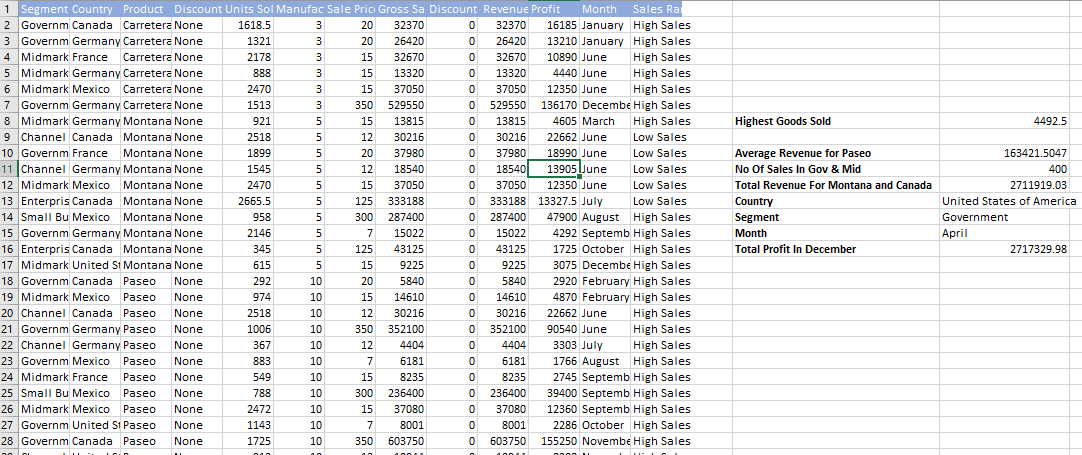 1 Segment Country Product Discount Units Sol Manufac Sale Pric Gross Sa Discount Revenue Profit Month Sales Ra
2 Governm Canada Carretera None 1618.5 3 20 32370 0 32370 16185 January High Sales
3 Governm Germany Carretera None 1321 3 20 26420 0 26420 13210 January High Sales
4 Midmark France Carretera None 2178 3 15 32670 0 32670 10890 June High Sales
5 Midmark Germany Carretera None 888 3 15 13320 0 13320 4440 June High Sales
6 Midmark Mexico Carretera None 2470 3 15 37050 0 37050 12350 June High Sales
7 Governm Germany Carretera None 1513 3 350 529550 0 529550 136170 Decembe High Sales
8 Midmark Germany Montana None 921 5 15 13815 0 13815 4605 March High Sales Highest Goods Sold 4492.5
9 Channel Canada Montana None 2518 5 12 30216 0 30216 22662 June Low Sales
10 Governm France Montana None 1899 5 20 37980 0 37980 18990 June Low Sales Average Revenue for Paseo 163421.5047
11 Channel Germany Montana None 1545 5 12 18540 0 18540 13905 June Low Sales No Of Sales In Gov & Mid 400
12 Midmark Mexico Montana None 2470 5 15 37050 0 37050 12350 June Low Sales Total Revenue For Montana and Canada 2711919.03
13 Enterpris Canada Montana None 2665.5 5 125 333188 0 333188 13327.5 July Low Sales Country United States of America
14 Small Bu Mexico Montana None 958 5 300 287400 0 287400 47900 August High Sales Segment Government
15 Governm Germany Montana None 2146 5 7 15022 0 15022 4292 Septemb High Sales Month April
16 Enterpris Canada Montana None 345 5 125 43125 0 43125 1725 October High Sales Total Profit In December 2717329.98
17 Midmark United St Montana None 615 5 15 9225 0 9225 3075 Decembe High Sales
18 Governm Canada Paseo None 292 10 20 5840 0 5840 2920 February High Sales
19 Midmark Mexico Paseo None 974 10 15 14610 0 14610 4870 February High Sales
20 Channel Canada Paseo None 2518 10 12 30216 0 30216 22662 June High Sales
21 Governm Germany Paseo None 1006 10 350 352100 0 352100 90540 June High Sales
22 Channel Germany Paseo None 367 10 12 4404 0 4404 3303 July High Sales
23 Governm Mexico Paseo None 883 10 7 6181 0 6181 1766 August High Sales
24 Midmark France Paseo None 549 10 15 8235 0 8235 2745 Septemb High Sales
25 Small Bu Mexico Paseo None 788 10 300 236400 0 236400 39400 Septemb High Sales
26 Midmark Mexico Paseo None 2472 10 15 37080 0 37080 12360 Septemb High Sales
27 Governm United St Paseo None 1143 10 7 8001 0 8001 2286 October High Sales
28 Governm Canada Paseo None 1725 10 350 603750 0 603750 155250 Novembe High Sales